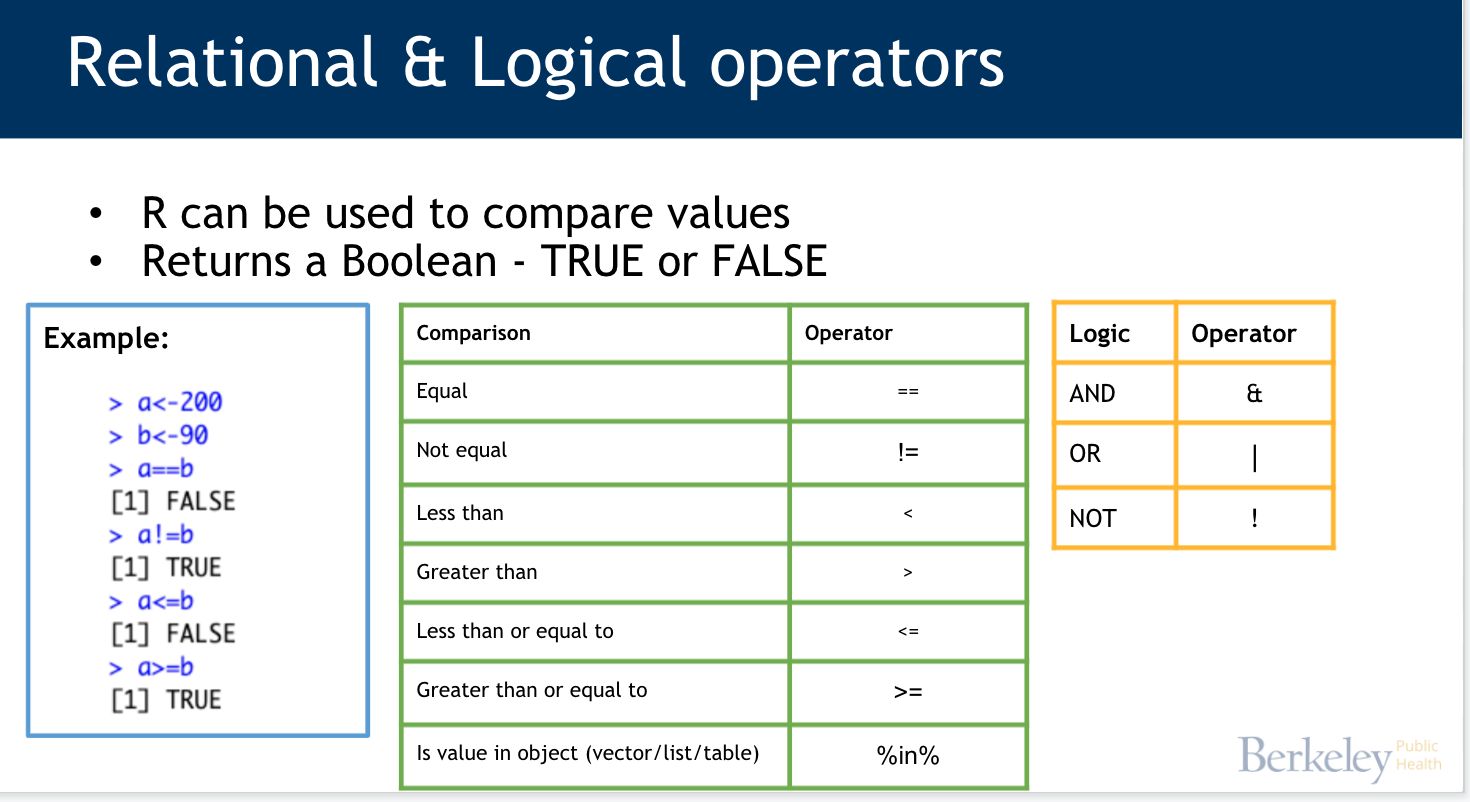 Relational & Logical operators
• R can be used to compare values
• Returns a Boolean - TRUE or FALSE
Example:
> a<-200
> b<-90
> a==b
[1] FALSE
> a!=b
[1] TRUE
> a<=b
[1] FALSE
> a>=b
[1] TRUE
Comparison Operator
Equal ==
Not equal !=
Less than <
Greater than >
Less than or equal to <=
Greater than or equal to >=
Is value in object (vector/list/table) %in%
Logic Operator
AND &
OR |
NOT !
Berkeley Public
Health